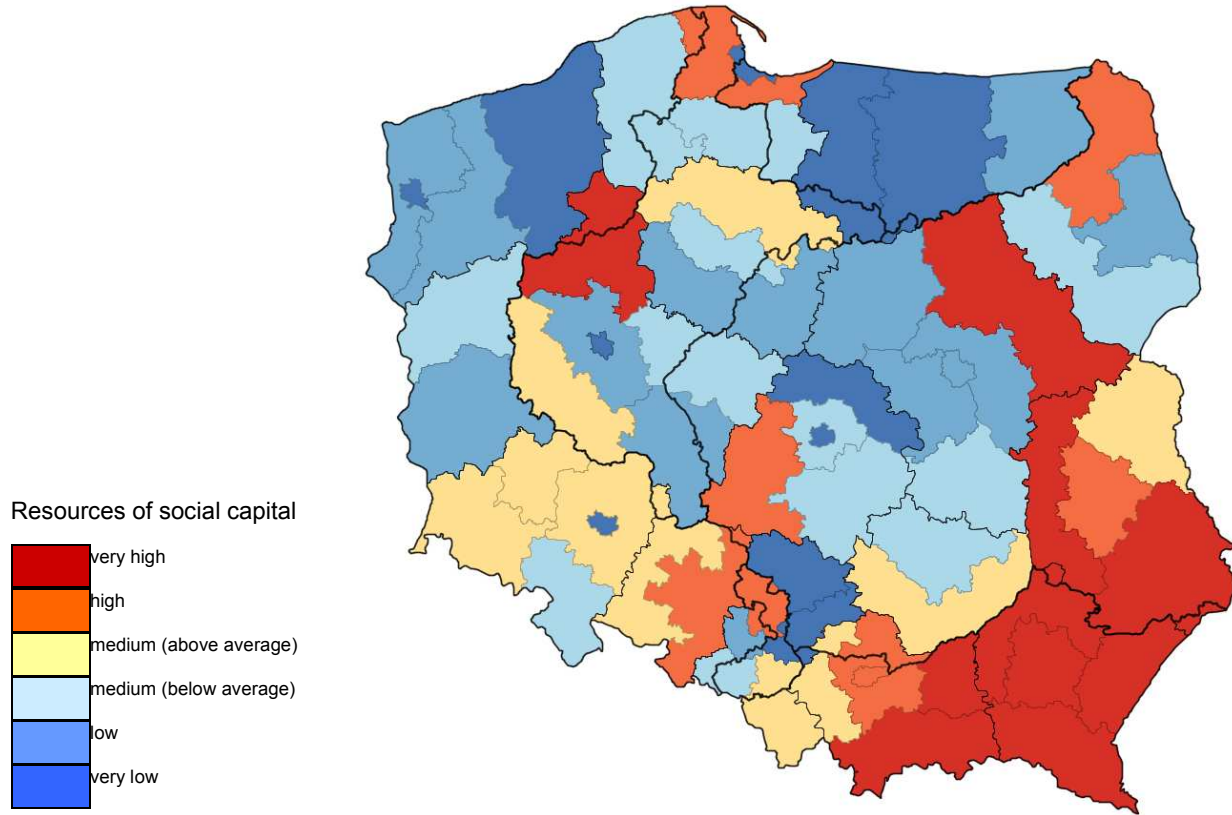 Resources of social capital
very high
high
medium (above average)
medium (below average)
low
very low